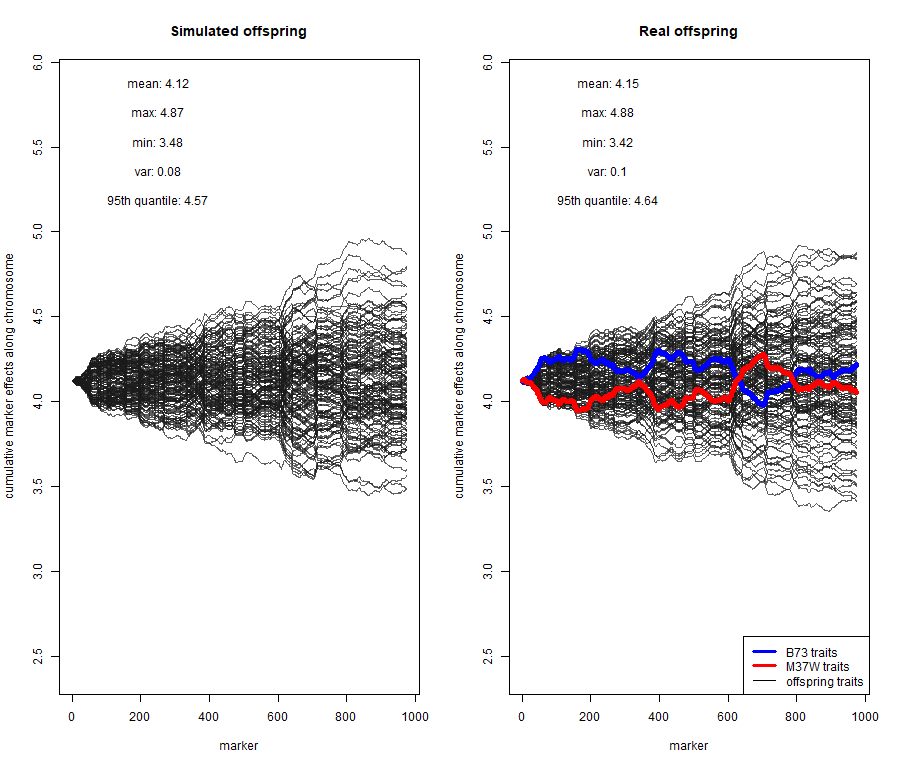 Simulated offspring
mean: 4.12
max: 4.87
min: 3.48
var: 0.08
95th quantile: 4.57
cumulative marker effects along chromosome
6.0
5.5
5.0
4.5
4.0
3.5
3.0
2.5
0 200 400 600 800 1000
marker
Real offspring
mean: 4.15
max: 4.88
min: 3.42
var: 0.1
95th quantile: 4.64
cumulative marker effects along chromosome
6.0
5.5
5.0
4.5
4.0
3.5
3.0
2.5
B73 traits
M37W traits
offspring traits
0 200 400 600 800 1000
marker